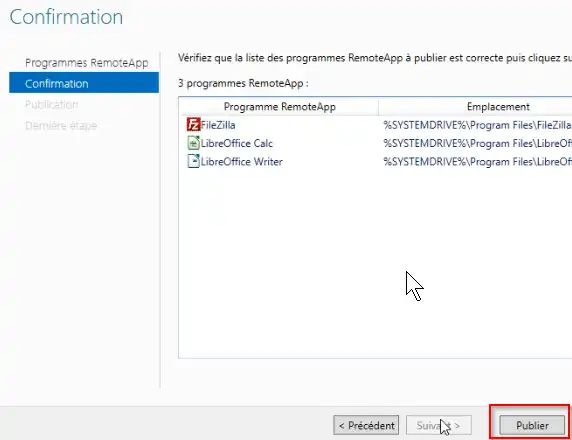 Confirmation
Programmes RemoteApp
Confirmation
Publication
Dernière étape
Vérifiez que la liste des programmes RemoteApp à publier est correcte puis cliquez su
3 programmes RemoteApp :
Programme RemoteApp Emplacement
FileZilla %SYSTEMDRIVE%\Program Files\FileZilla
LibreOffice Calc %SYSTEMDRIVE%\Program Files\LibreOf
LibreOffice Writer %SYSTEMDRIVE%\Program Files\LibreOf
< Précédent Suivant > Publier